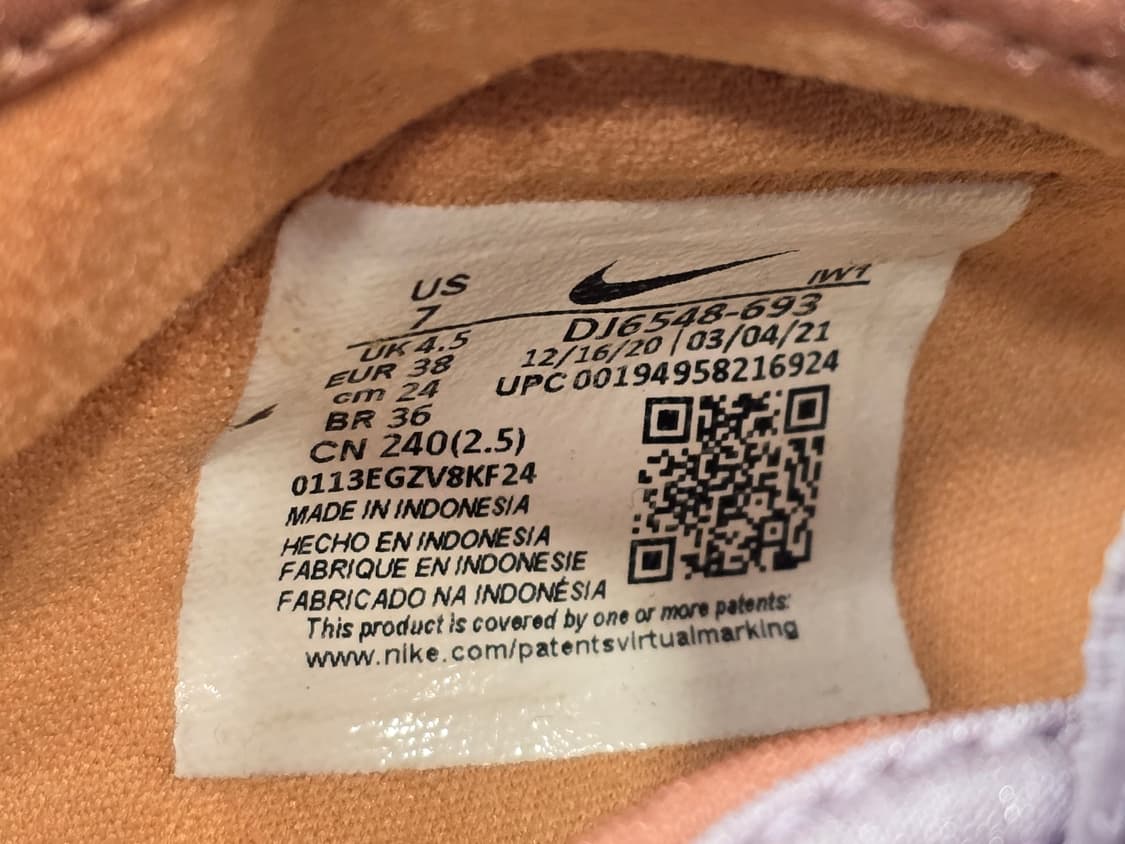 US
7
UK 4.5
EUR 38
cm 24
BR 36
CN 240(2.5)
IW1
DJ6548-693
12/16/20 / 03/04/21
UPC 00194958216924
0113EGZV8KF24
MADE IN INDONESIA
HECHO EN INDONESIA
FABRIQUE EN INDONESIE
FABRICADO NA INDONÉSIA
This product is covered by one or more patents:
www.nike.com/patentsvirtualmarking